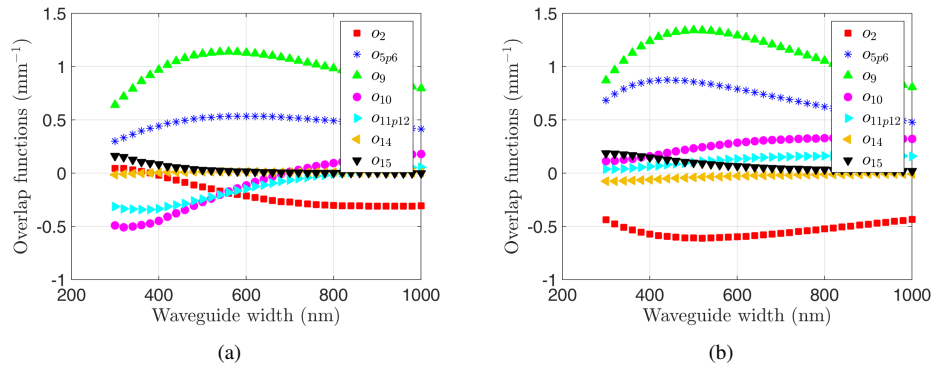 1.5
1
0.5
0
-0.5
-1
200
400
600
800
1000
Waveguide width (nm)
Overlap functions (mm⁻¹)
o₂
o₅ₚ₆
o₉
o₁₀
o₁₁ₚ₁₂
o₁₄
o₁₅
(a)
1.5
1
0.5
0
-0.5
-1
200
400
600
800
1000
Waveguide width (nm)
Overlap functions (mm⁻¹)
o₂
o₅ₚ₆
o₉
o₁₀
o₁₁ₚ₁₂
o₁₄
o₁₅
(b)